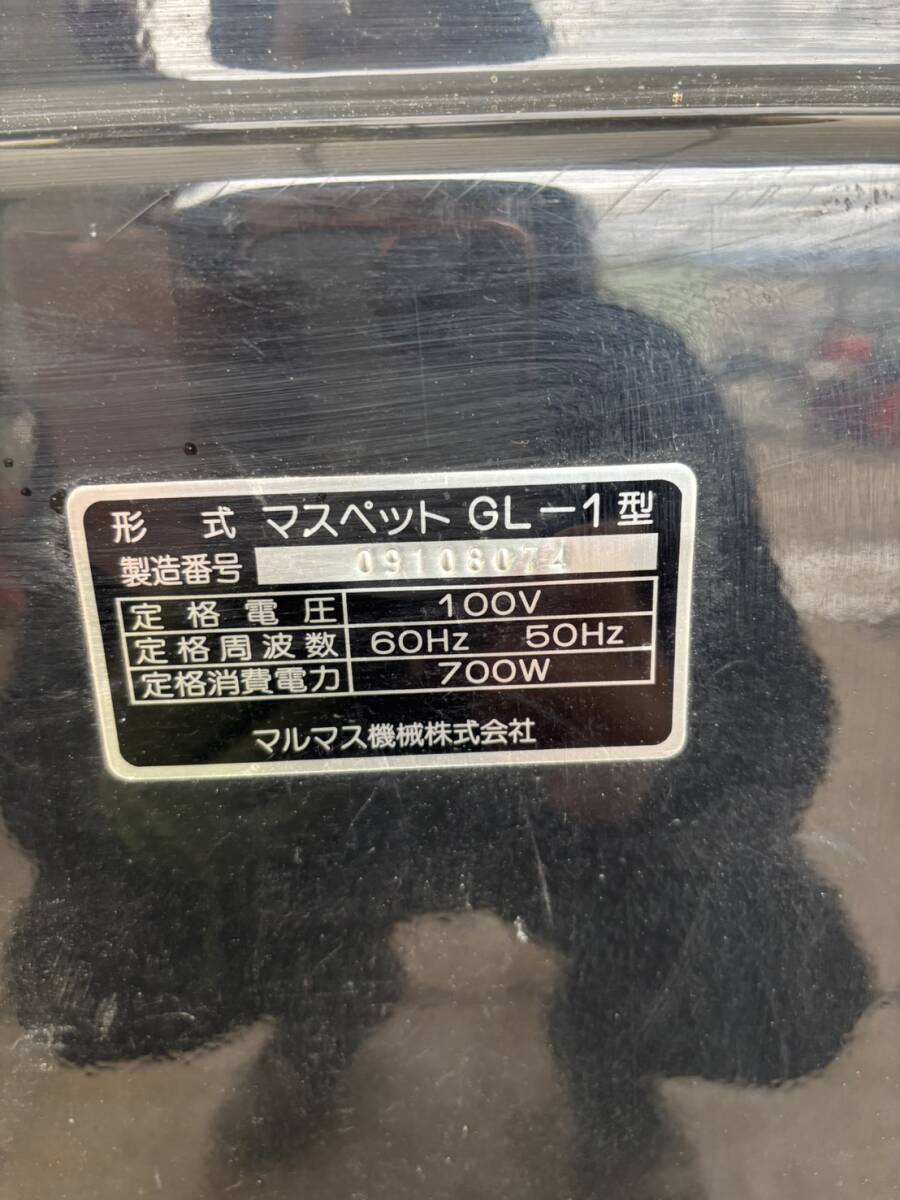 形 式 マスペット GL-1型
製造番号 09108074
定格電圧 100V
定格周波数 60Hz 50Hz
定格消費電力 700W
マルマス機械株式会社